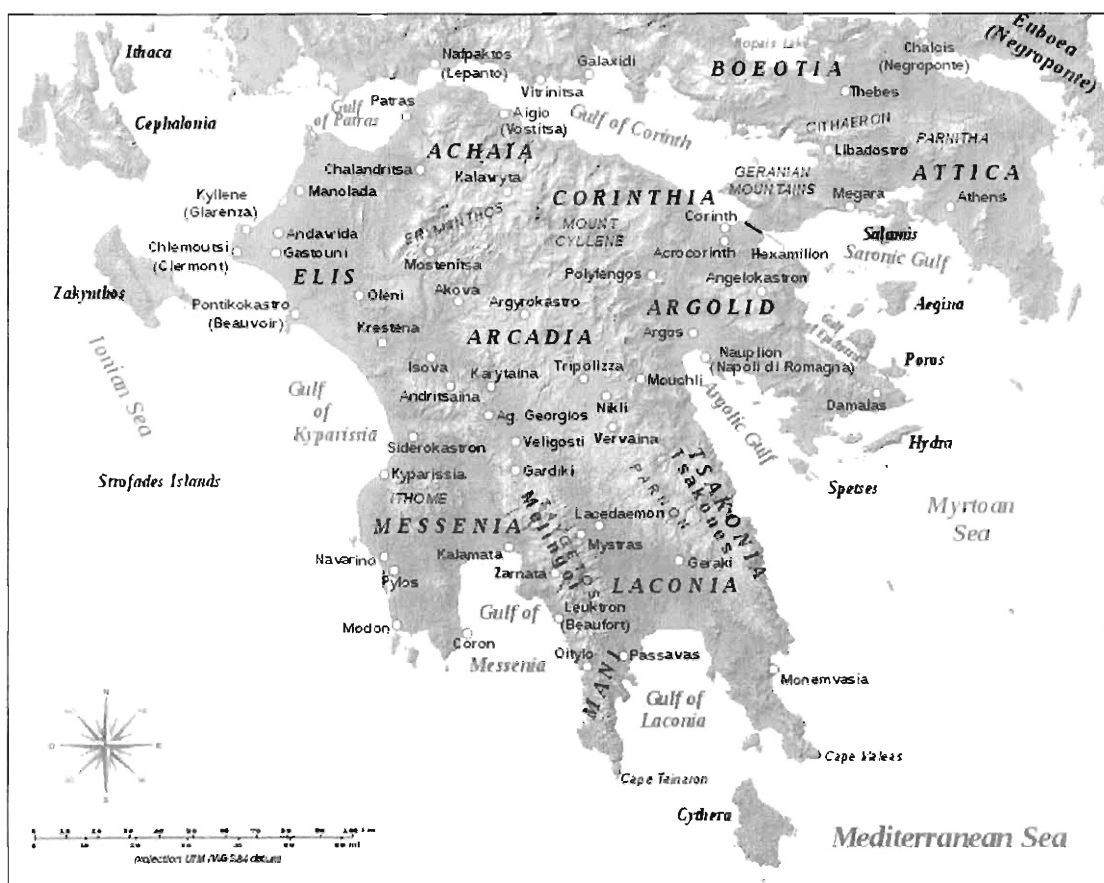 Ithaca
Cephalonia
Zakynthos
Strofades Islands
Ionian Sea
Gulf
of Patras
Patras
Nafpaktos
(Lepanto)
Vitrinitsa
Galaxidi
Aigio
(Vostitsa)
Gulf of Corinth
BOEOTIA
Chalcis
(Negroponte)
Euboea
(Negroponte)
Thebes
CITHAERON
PARNITHA
Libadostro
ATTICA
Athens
Megara
GERANIAN
MOUNTAINS
Salamis
Saronic Gulf
Aegina
Poros
Hydra
Spetses
Myrtoan
Sea
ACHAIA
Chalandritsa
Kalavryta
Manolada
Kyllene
(Glarenza)
Andavida
Gastouni
Chlemoutsi
(Clermont)
ELIS
Pontikokastro
(Beauvoir)
Oleni
Krestena
Mostenitsa
Akova
CORINTHIA
MOUNT
CYLLENE
Corinth
Acrocorinth
Hexamilion
Polyfengos
Angelokastron
ARGOLID
Argos
Nauplion
(Napoli di Romagna)
Damalas
Argolic Gulf
Argyrokastro
ARCADIA
Isova
Karytaina
Andritsaina
Tripolizza
Mouchli
Nikli
Ag. Georgios
Vervaina
Veligosti
Gardiki
Gulf
of
Kyparissia
Siderokastron
Kyparissia
ITHOME
MESSENIA
PARNON
TSAKONIA
Tsakones
Lacedaemon
Mystras
Geraki
LACONIA
TAYGETUS
Melingoi
Kalamata
Zarnata
Navarino
Pylos
Modon
Coron
Gulf of
Messenia
Leuktron
(Beaufort)
Oitylo
Passavas
MANI
Gulf of
Laconia
Monemvasia
Cape Maleas
Cape Tainaron
Cythera
Mediterranean Sea
N
S